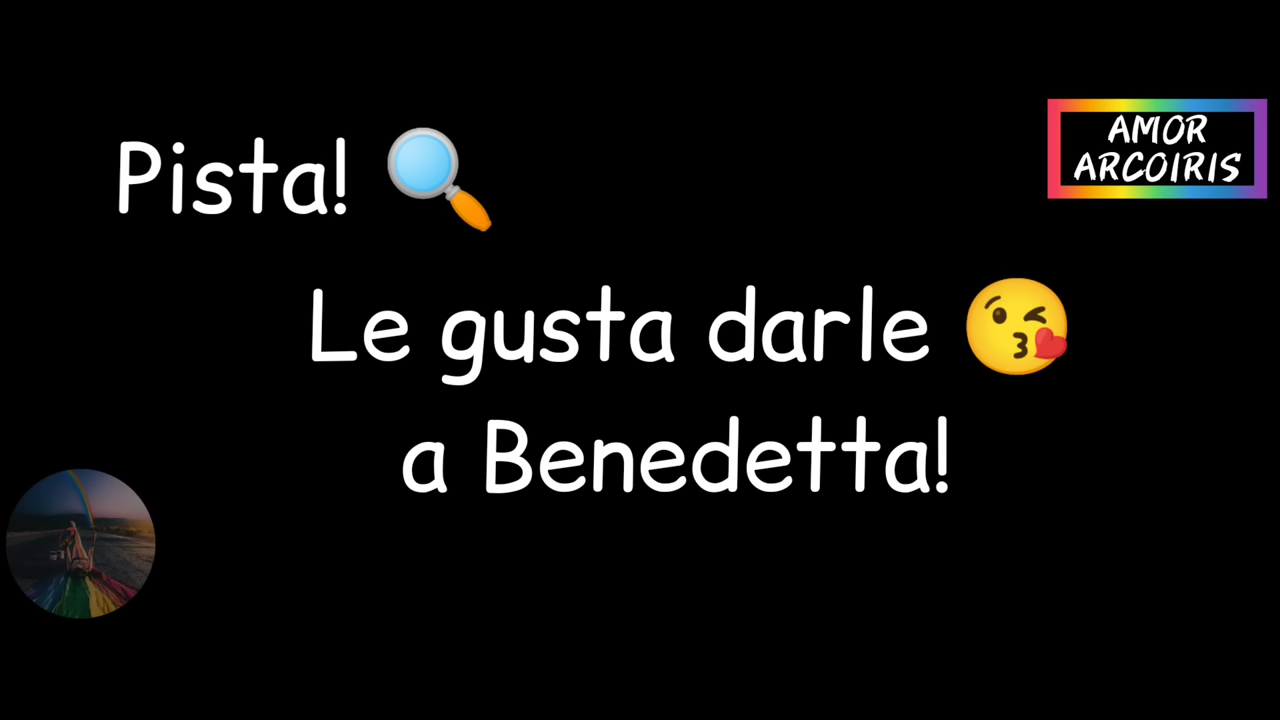 Pista! 🔍
AMOR
ARCOIRIS
Le gusta darle 😘
a Benedetta!